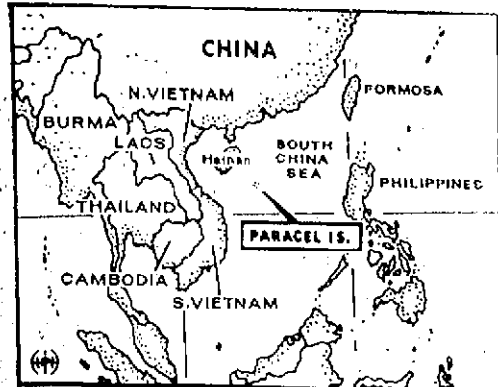 CHINA
N. VIETNAM
FORMOSA
BURMA
LAOS
Hainan
SOUTH
CHINA
SEA
PHILIPPINES
THAILAND
PARACEL IS.
CAMBODIA
S. VIETNAM